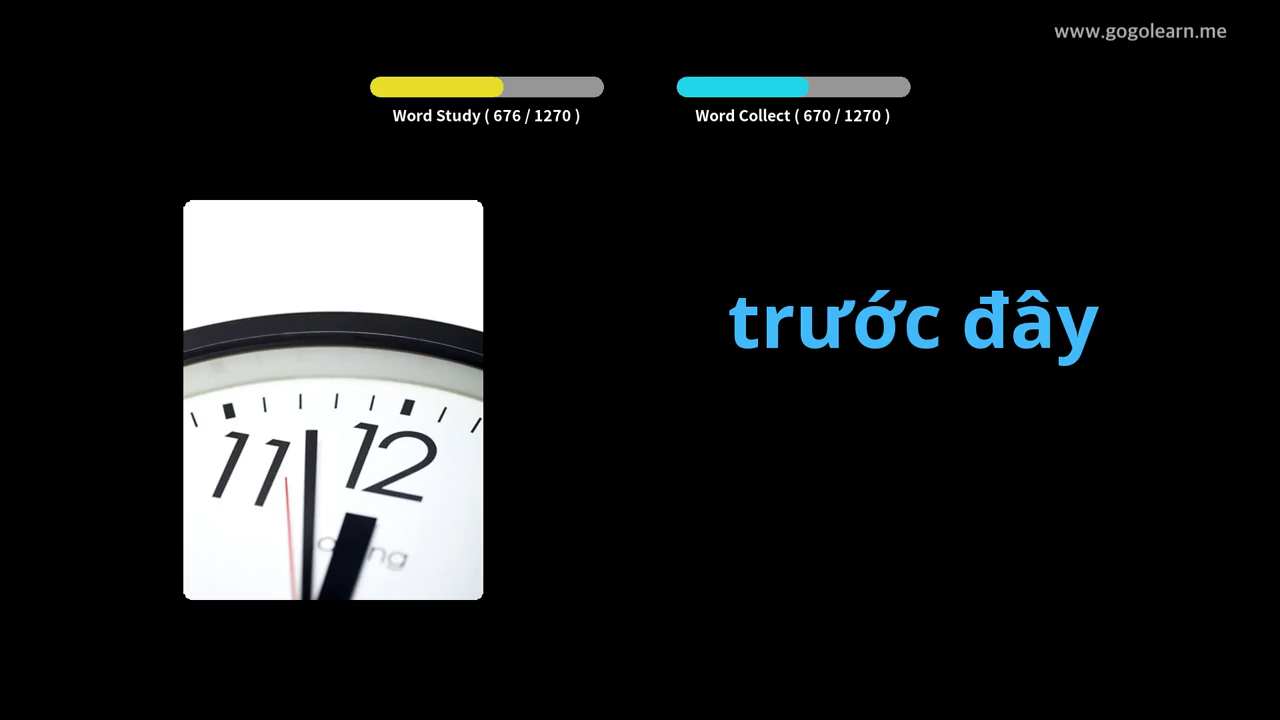 www.gogolearn.me
Word Study ( 676 / 1270 )
Word Collect ( 670 / 1270 )
trước đây
11
12